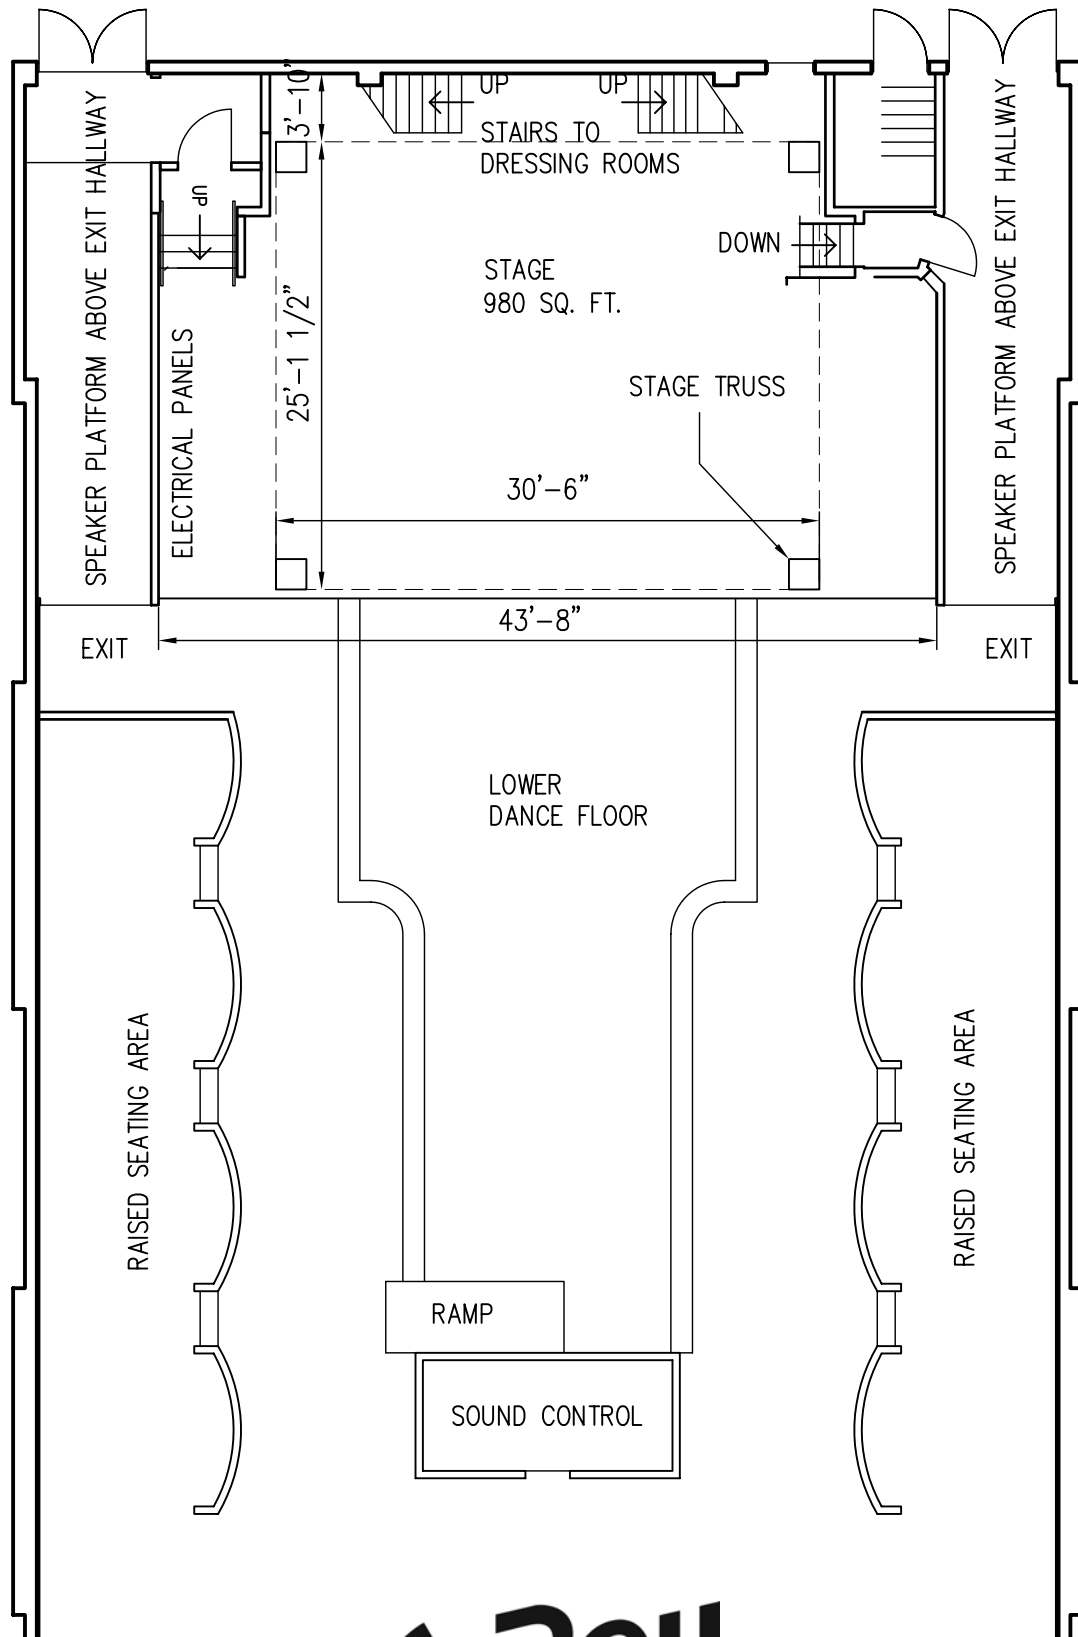 UP
UP
3'-10"
STAIRS TO
DRESSING ROOMS
SPEAKER PLATFORM ABOVE EXIT HALLWAY
SPEAKER PLATFORM ABOVE EXIT HALLWAY
UP
DOWN
STAGE
980 SQ. FT.
25'-1 1/2"
ELECTRICAL PANELS
STAGE TRUSS
30'-6"
43'-8"
EXIT
EXIT
LOWER
DANCE FLOOR
RAISED SEATING AREA
RAISED SEATING AREA
RAMP
SOUND CONTROL